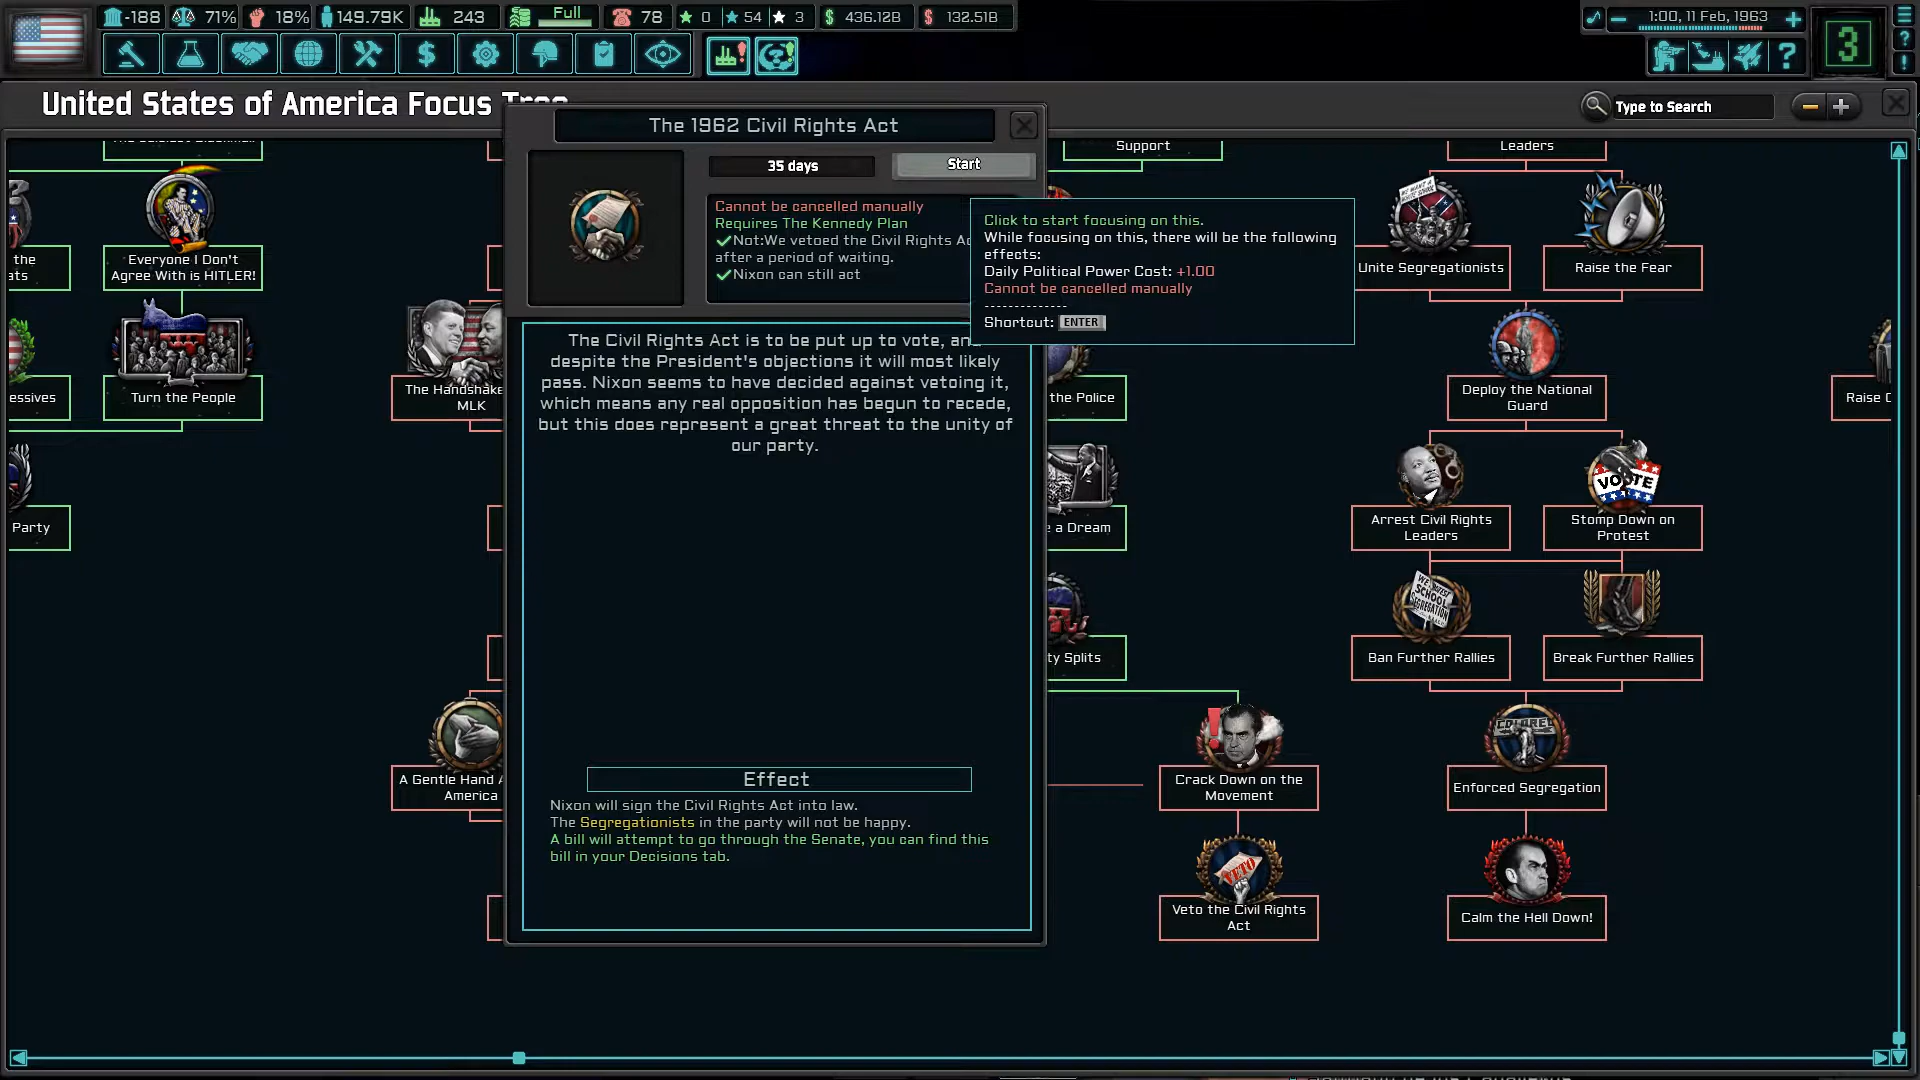 -188
71%
18%
149.79K
243
Full
78
0
54
3
$ 436.12B
$ 132.51B
1:00, 11 Feb, 1963
3
United States of America Focus
Type to Search
The 1962 Civil Rights Act
35 days
Start
Cannot be cancelled manually
Requires The Kennedy Plan
Not:We vetoed the Civil Rights Ac
after a period of waiting.
Nixon can still act
Click to start focusing on this.
While focusing on this, there will be the following
effects:
Daily Political Power Cost: +1.00
Cannot be cancelled manually
--------------
Shortcut: ENTER
The Civil Rights Act is to be put up to vote, an
despite the President's objections it will most likely
pass. Nixon seems to have decided against vetoing it,
which means any real opposition has begun to recede,
but this does represent a great threat to the unity of
our party.
Effect
Nixon will sign the Civil Rights Act into law.
The Segregationists in the party will not be happy.
A bill will attempt to go through the Senate, you can find this
bill in your Decisions tab.
Support
Leaders
the
ats
Everyone I Don't
Agree With is HITLER!
Unite Segregationists
Raise the Fear
essives
Turn the People
The Handshake
MLK
the Police
Deploy the National
Guard
Raise
Party
e a Dream
VOTE
Arrest Civil Rights
Leaders
Stomp Down on
Protest
ty Splits
Ban Further Rallies
Break Further Rallies
A Gentle Hand
America
Crack Down on the
Movement
COLORED
Enforced Segregation
VETO
Veto the Civil Rights
Act
Calm the Hell Down!